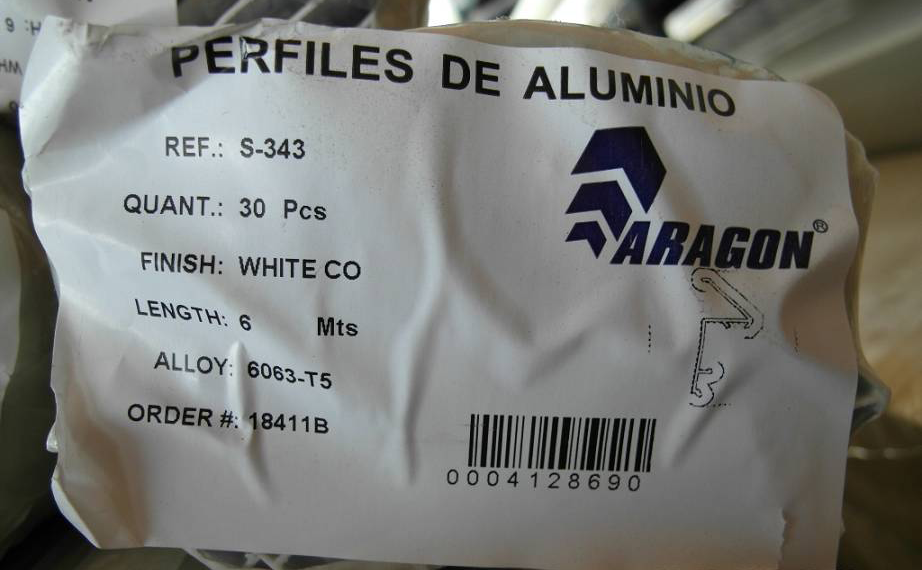 PERFILES DE ALUMINIO
REF.: S-343
QUANT.: 30 Pcs
FINISH: WHITE CO
LENGTH: 6 Mts
ALLOY: 6063-T5
ORDER #: 18411B
ARAGON®
0004128690